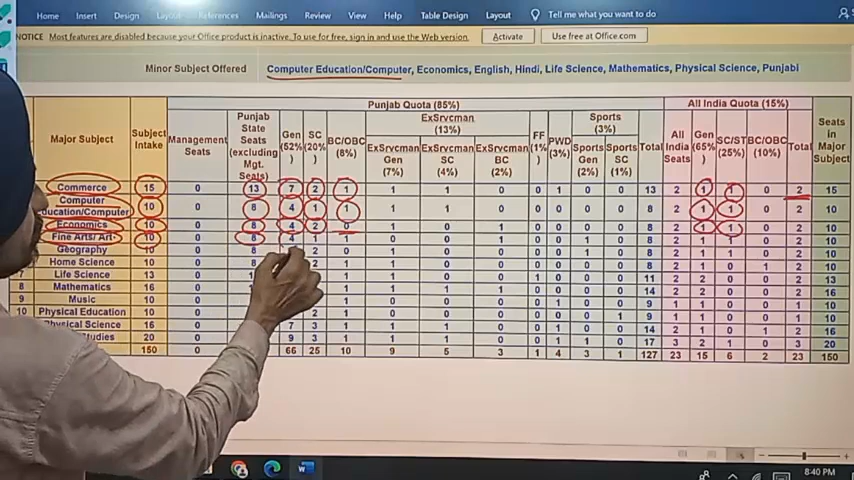 Home Insert Design Layout References Mailings Review View Help Table Design Layout Tell me what you want to do
NOTICE Most features are disabled because your Office product is inactive. To use for free, sign in and use the Web version. Activate Use free at Office.com
Minor Subject Offered Computer Education/Computer, Economics, English, Hindi, Life Science, Mathematics, Physical Science, Punjabi
Major Subject Subject Intake Management Seats Punjab State Seats (excluding Mgt. Seats) Punjab Quota (85%) All India Quota (15%) Seats in Major Subject
Gen (52%) SC (20%) BC/OBC (8%) ExSrvcman (13%) FF (1%) PWD (3%) Sports (3%) Total All India Seats Gen (65%) SC/ST (25%) BC/OBC (10%) Total
ExSrvcman Gen (7%) ExSrvcman SC (4%) ExSrvcman BC (2%) Sports Gen (2%) Sports SC (1%)
Commerce 15 0 13 7 2 1 1 1 0 0 1 0 0 13 2 1 1 0 2 15
Computer Education/Computer 10 0 8 4 1 1 1 1 0 0 0 0 0 8 2 1 1 0 2 10
Economics 10 0 8 4 2 0 0 0 1 0 0 1 0 8 2 1 1 0 2 10
Fine Arts/ Art 10 0 8 4 1 1 0 0 1 0 0 1 0 8 2 1 1 0 2 10
Geography 10 0 8 2 0 1 0 0 0 0 1 0 8 2 1 1 0 2 10
Home Science 10 0 8 2 1 1 0 0 0 0 0 0 8 2 1 0 1 2 10
7 Life Science 13 0 1 1 0 0 1 0 0 0 11 2 2 0 0 2 13
8 Mathematics 16 0 1 1 1 1 0 0 0 0 14 2 2 0 0 2 16
9 Music 10 0 1 0 0 0 0 1 0 0 9 1 1 0 0 1 10
10 Physical Education 10 0 2 1 0 0 0 0 0 0 1 9 1 1 0 0 1 10
Physical Science 16 0 7 3 1 1 1 0 0 1 0 0 14 2 1 0 1 2 16
Studies 20 0 9 3 1 1 1 0 0 1 1 0 17 3 2 1 0 3 20
150 0 66 25 10 9 5 3 1 4 3 1 127 23 15 6 2 23 150
8:40 PM